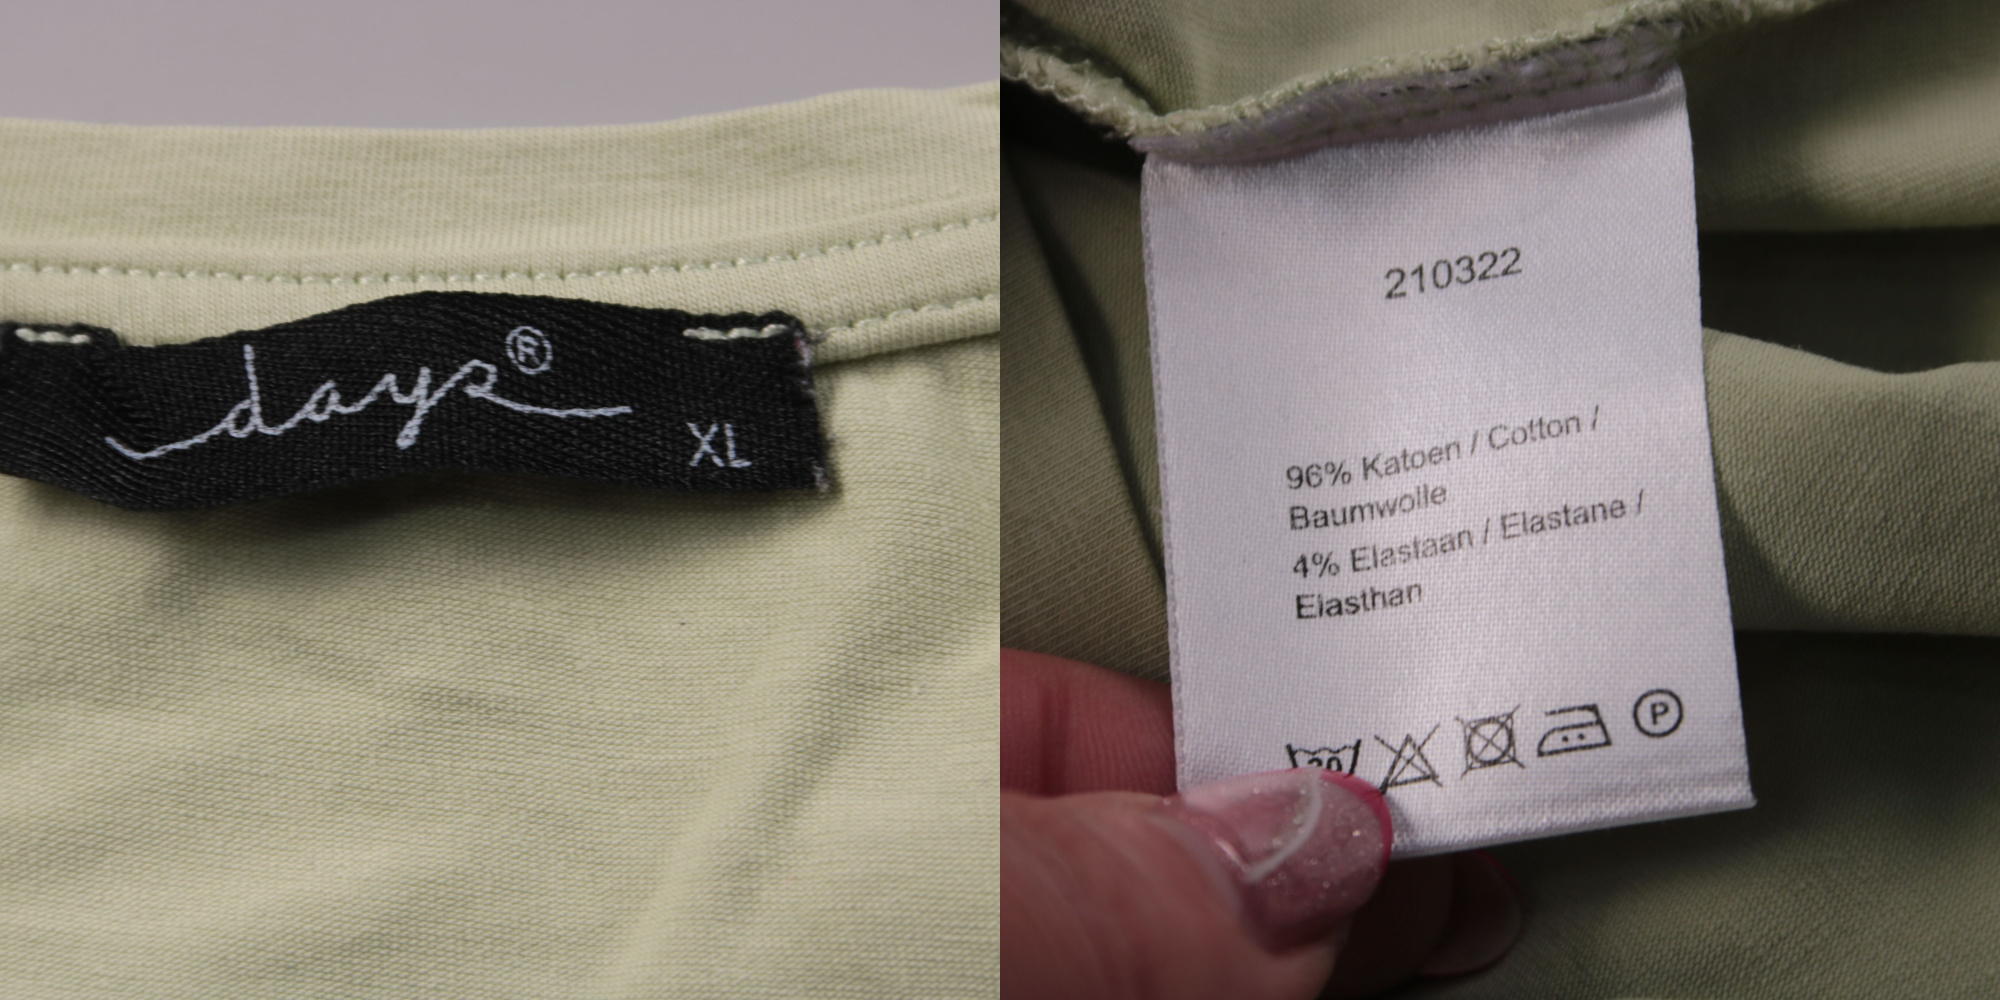 days®
XL
210322
96% Katoen / Cotton /
Baumwolle
4% Elastaan / Elastane /
Elasthan
P